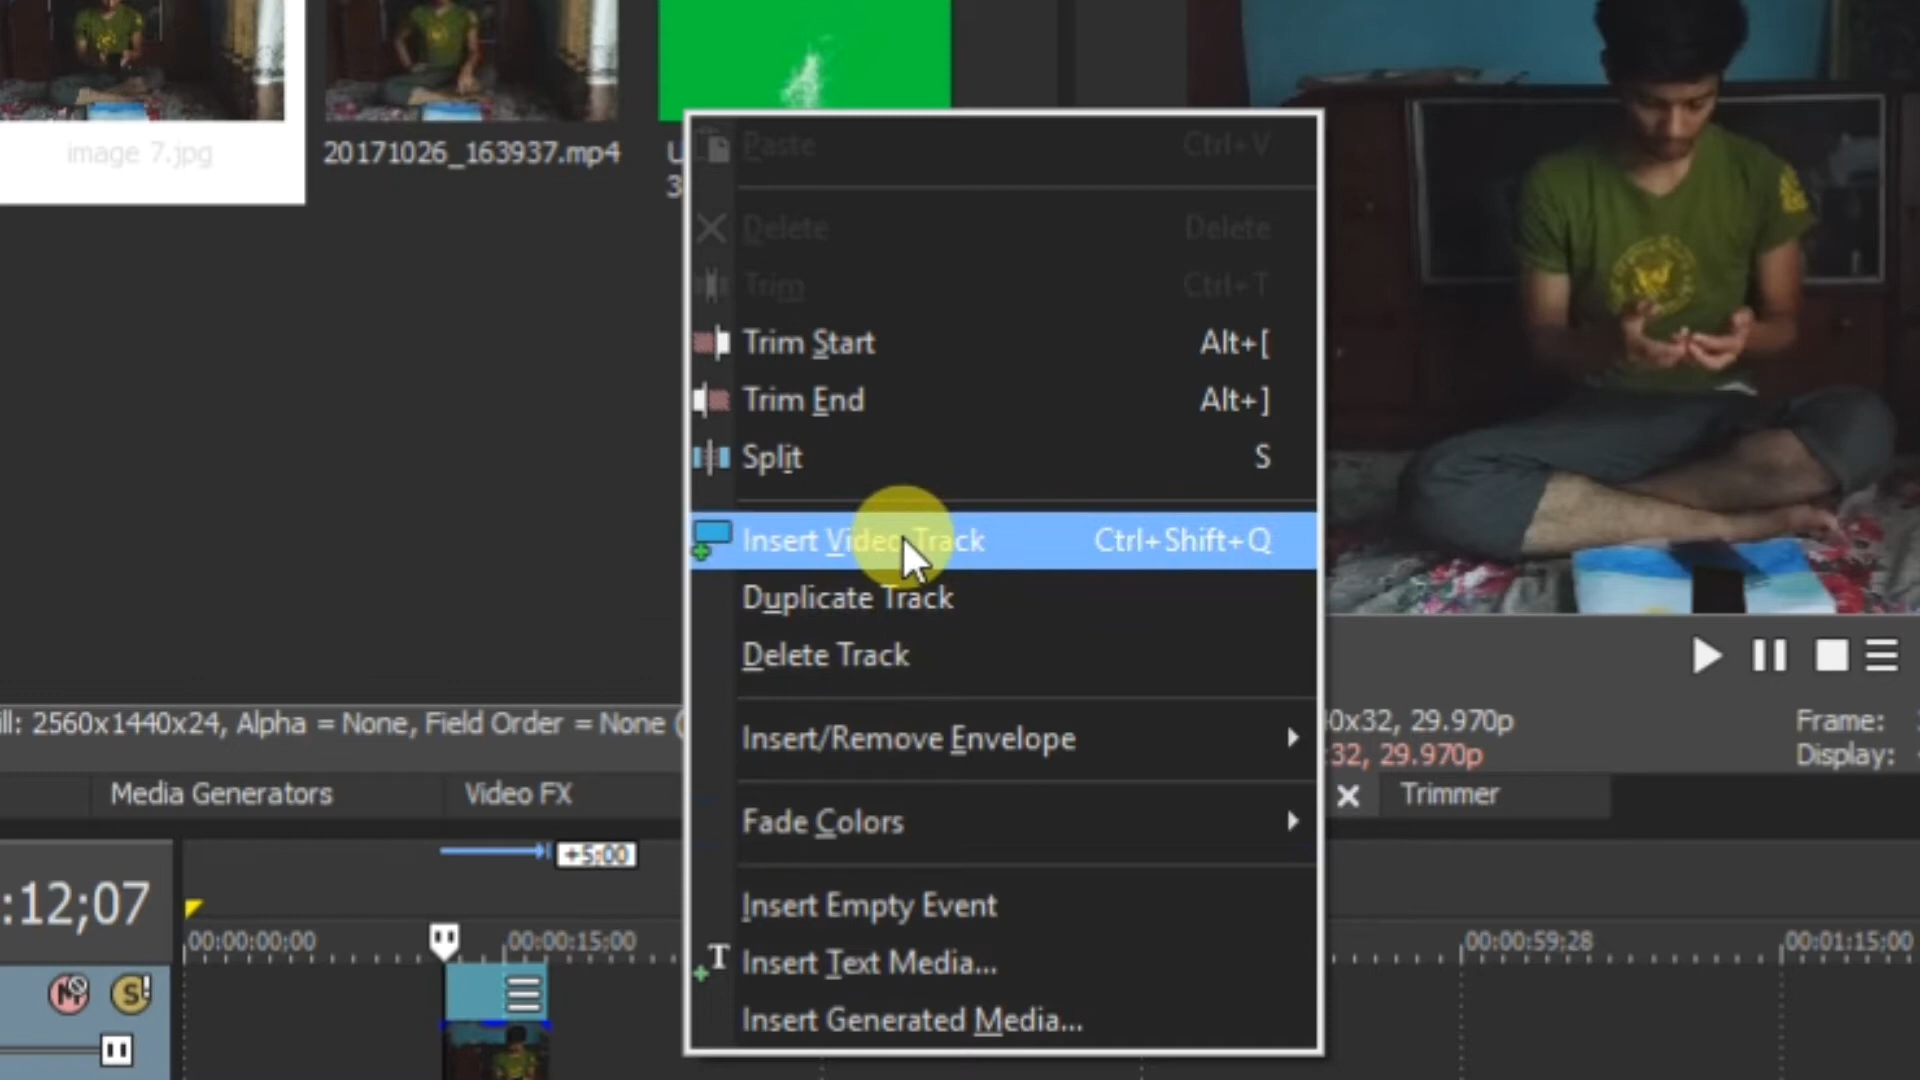 image 7.jpg
20171026_163937.mp4
U
3
Paste Ctrl+V
Delete Delete
Trim Ctrl+T
Trim Start Alt+[
Trim End Alt+]
Split S
Insert Video Track Ctrl+Shift+Q
Duplicate Track
Delete Track
Insert/Remove Envelope
Fade Colors
Insert Empty Event
Insert Text Media...
Insert Generated Media...
ill: 2560x1440x24, Alpha = None, Field Order = None (
0x32, 29.970p
Frame:
32, 29.970p
Display:
Media Generators
Video FX
Trimmer
+5:00
:12;07
00:00:00;00
00:00:15;00
00:00:59;28
00:01:15;00
M
S!